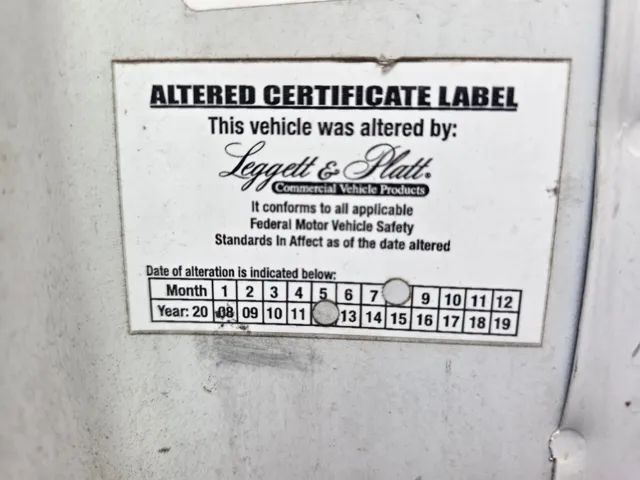 ALTERED CERTIFICATE LABEL
This vehicle was altered by:
Leggett & Platt®
Commercial Vehicle Products
It conforms to all applicable
Federal Motor Vehicle Safety
Standards In Affect as of the date altered
Date of alteration is indicated below:
Month 1 2 3 4 5 6 7 9 10 11 12
Year: 20 08 09 10 11 13 14 15 16 17 18 19